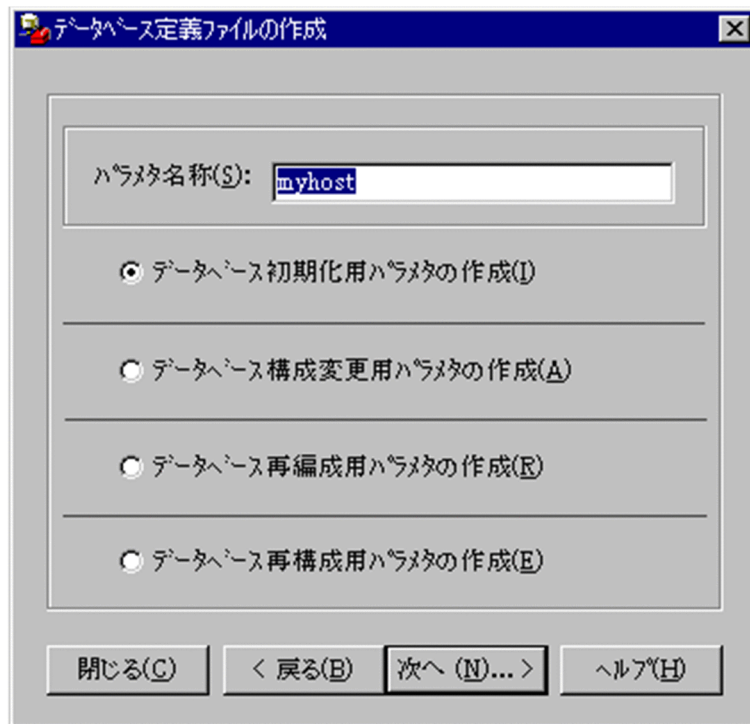 ﾃﾞｰﾀﾍﾞｰｽ定義ﾌｧｲﾙの作成
ﾊﾟﾗﾒﾀ名称(S):
myhost
ﾃﾞｰﾀﾍﾞｰｽ初期化用ﾊﾟﾗﾒﾀの作成(I)
ﾃﾞｰﾀﾍﾞｰｽ構成変更用ﾊﾟﾗﾒﾀの作成(A)
ﾃﾞｰﾀﾍﾞｰｽ再編成用ﾊﾟﾗﾒﾀの作成(R)
ﾃﾞｰﾀﾍﾞｰｽ再構成用ﾊﾟﾗﾒﾀの作成(E)
閉じる(C)
< 戻る(B)
次へ (N)... >
ﾍﾙﾌﾟ(H)